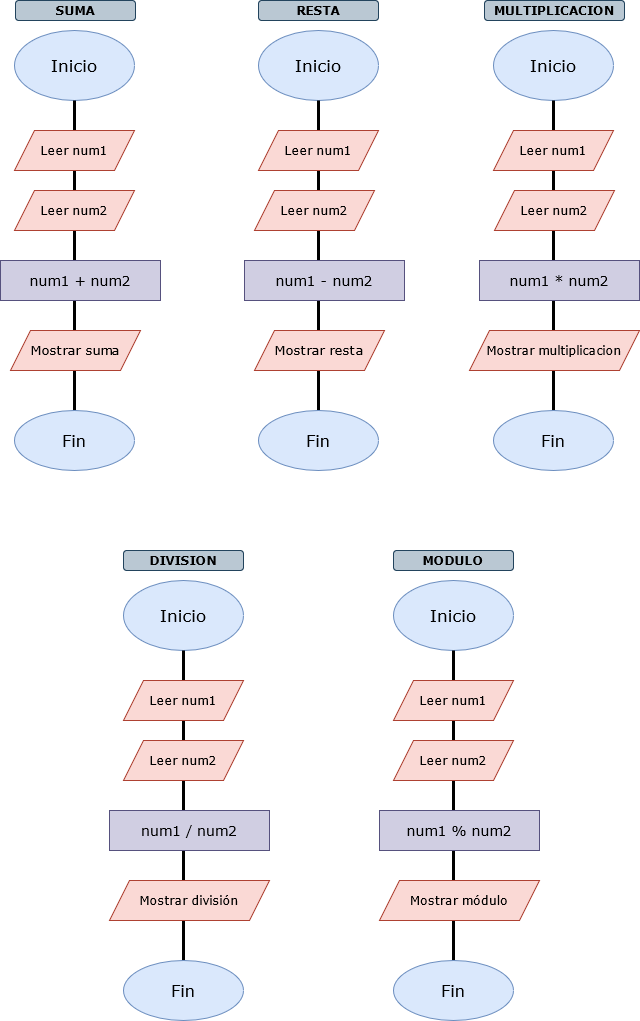 SUMA
Inicio
Leer num1
Leer num2
num1 + num2
Mostrar suma
Fin
RESTA
Inicio
Leer num1
Leer num2
num1 - num2
Mostrar resta
Fin
MULTIPLICACION
Inicio
Leer num1
Leer num2
num1 * num2
Mostrar multiplicacion
Fin
DIVISION
Inicio
Leer num1
Leer num2
num1 / num2
Mostrar división
Fin
MODULO
Inicio
Leer num1
Leer num2
num1 % num2
Mostrar módulo
Fin